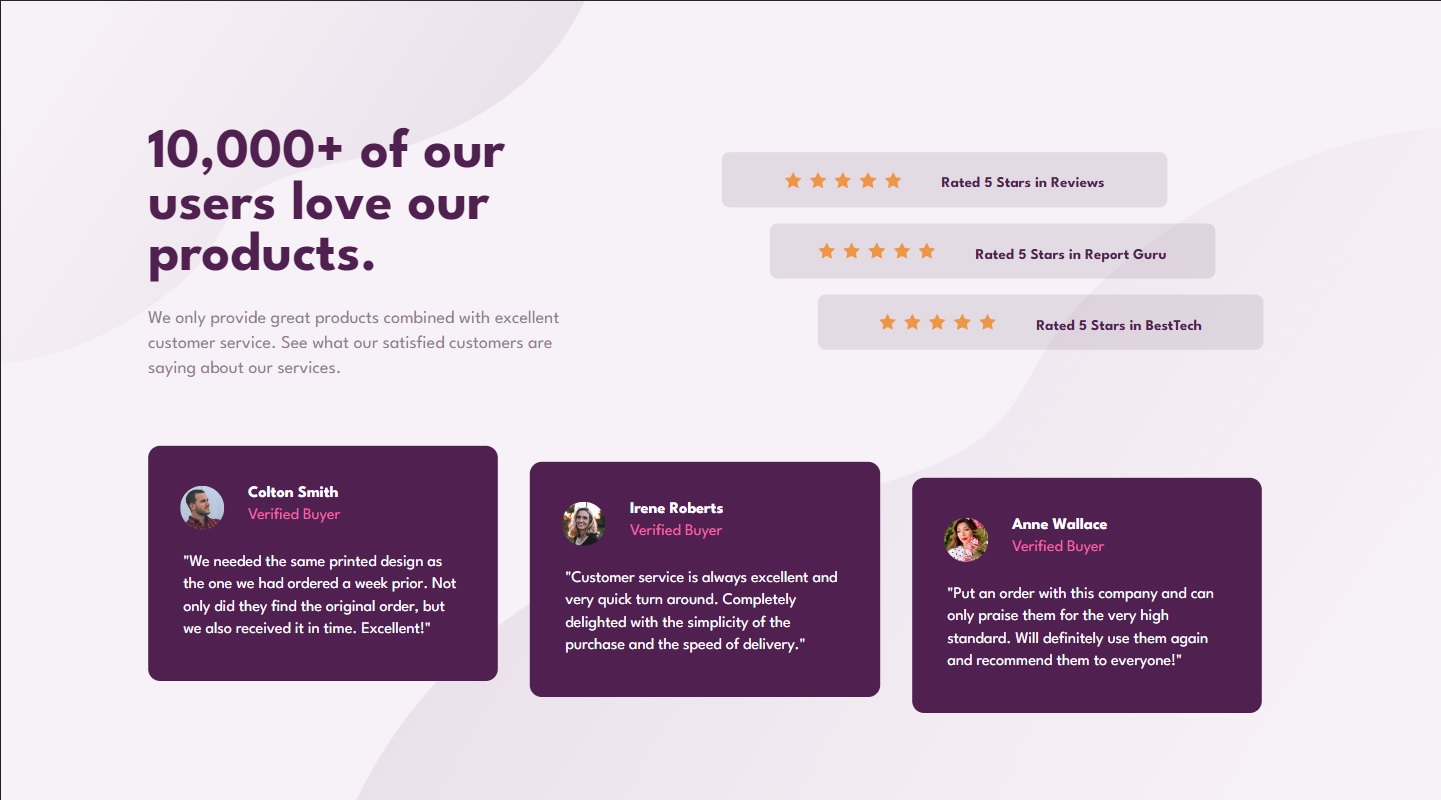 10,000+ of our
users love our
products.
We only provide great products combined with excellent
customer service. See what our satisfied customers are
saying about our services.
Rated 5 Stars in Reviews
Rated 5 Stars in Report Guru
Rated 5 Stars in BestTech
Colton Smith
Verified Buyer
"We needed the same printed design as
the one we had ordered a week prior. Not
only did they find the original order, but
we also received it in time. Excellent!"
Irene Roberts
Verified Buyer
"Customer service is always excellent and
very quick turn around. Completely
delighted with the simplicity of the
purchase and the speed of delivery."
Anne Wallace
Verified Buyer
"Put an order with this company and can
only praise them for the very high
standard. Will definitely use them again
and recommend them to everyone!"